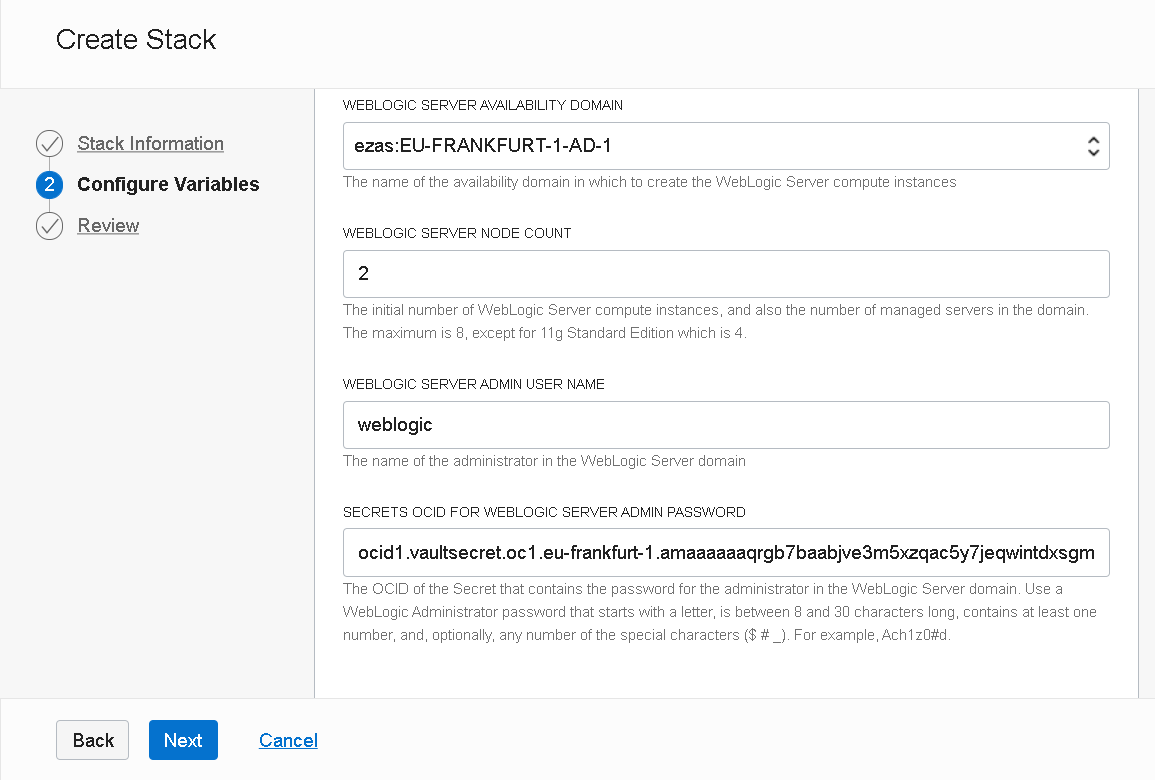 Create Stack
Stack Information
2 Configure Variables
Review
WEBLOGIC SERVER AVAILABILITY DOMAIN
ezas:EU-FRANKFURT-1-AD-1
The name of the availability domain in which to create the WebLogic Server compute instances
WEBLOGIC SERVER NODE COUNT
2
The initial number of WebLogic Server compute instances, and also the number of managed servers in the domain.
The maximum is 8, except for 11g Standard Edition which is 4.
WEBLOGIC SERVER ADMIN USER NAME
weblogic
The name of the administrator in the WebLogic Server domain
SECRETS OCID FOR WEBLOGIC SERVER ADMIN PASSWORD
ocid1.vaultsecret.oc1.eu-frankfurt-1.amaaaaaaqrgb7baabjve3m5xzqac5y7jeqwintdxsgm
The OCID of the Secret that contains the password for the administrator in the WebLogic Server domain. Use a
WebLogic Administrator password that starts with a letter, is between 8 and 30 characters long, contains at least one
number, and, optionally, any number of the special characters ($ # _). For example, Ach1z0#d.
Back
Next
Cancel